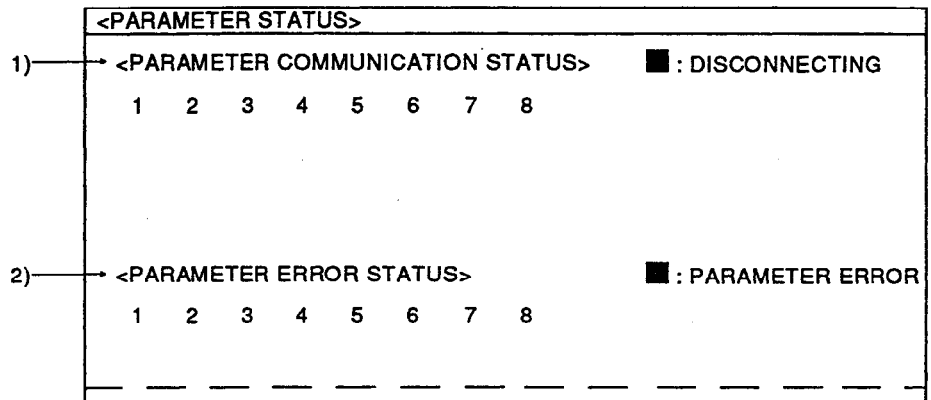 <PARAMETER STATUS>
1) <PARAMETER COMMUNICATION STATUS> ■ : DISCONNECTING
1 2 3 4 5 6 7 8
2) <PARAMETER ERROR STATUS> ■ : PARAMETER ERROR
1 2 3 4 5 6 7 8